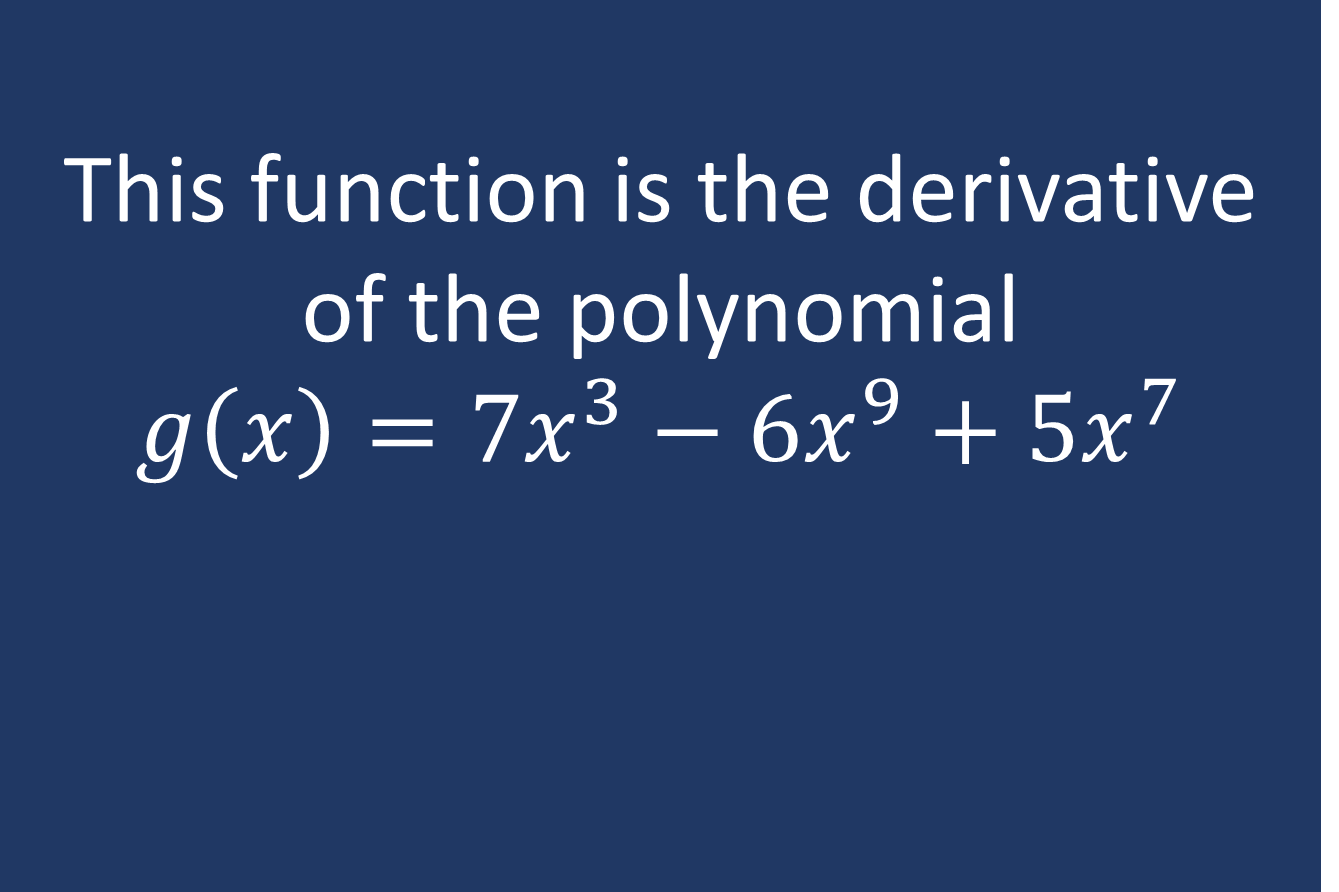 This function is the derivative
of the polynomial
𝑔(𝑥) = 7𝑥³ − 6𝑥⁹ + 5𝑥⁷